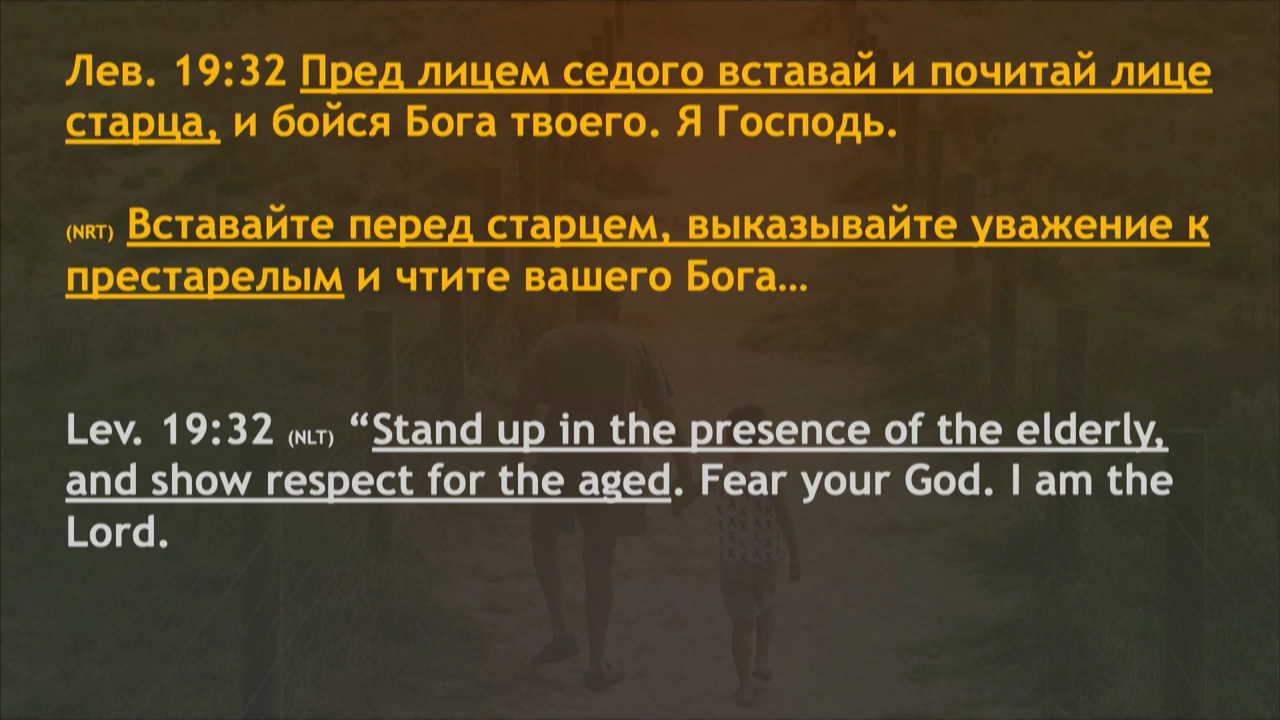 Лев. 19:32 Пред лицем седого вставай и почитай лице
старца, и бойся Бога твоего. Я Господь.
(NRT) Вставайте перед старцем, выказывайте уважение к
престарелым и чтите вашего Бога...
Lev. 19:32 (NLT) “Stand up in the presence of the elderly,
and show respect for the aged. Fear your God. I am the
Lord.